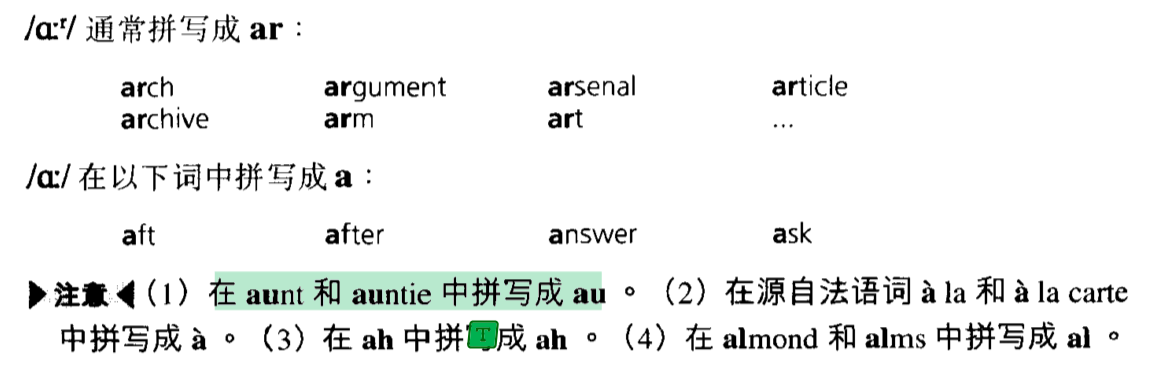 /ɑːʳ/ 通常拼写成 ar：
arch argument arsenal article
archive arm art ...
/ɑː/ 在以下词中拼写成 a：
aft after answer ask
▶注意◀（1）在 aunt 和 auntie 中拼写成 au 。（2）在源自法语词 à la 和 à la carte
中拼写成 à 。（3）在 ah 中拼成 ah 。（4）在 almond 和 alms 中拼写成 al 。